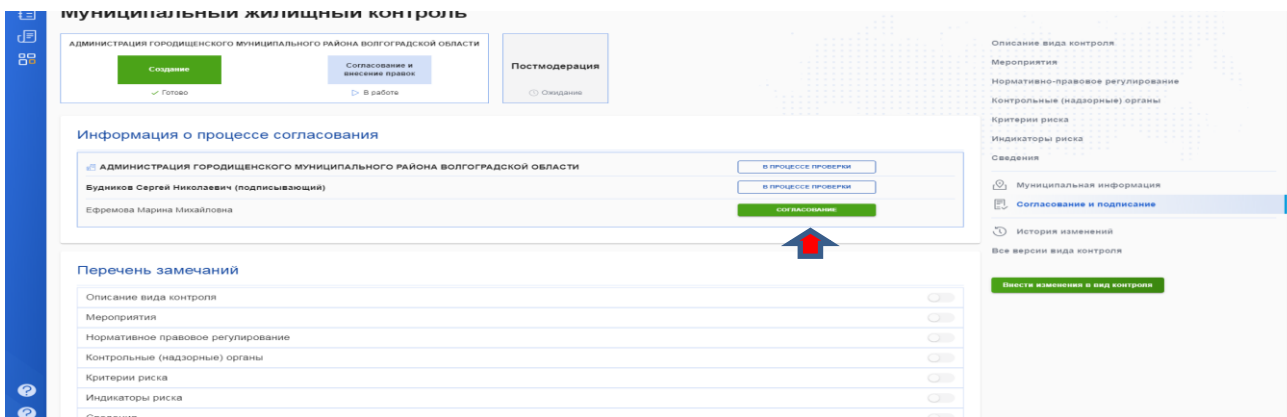 Муниципальный жилищный контроль
АДМИНИСТРАЦИЯ ГОРОДИЩЕНСКОГО МУНИЦИПАЛЬНОГО РАЙОНА ВОЛГОГРАДСКОЙ ОБЛАСТИ
Создание
Готово
Согласование и
внесение правок
В работе
Постмодерация
Ожидание
Информация о процессе согласования
АДМИНИСТРАЦИЯ ГОРОДИЩЕНСКОГО МУНИЦИПАЛЬНОГО РАЙОНА ВОЛГОГРАДСКОЙ ОБЛАСТИ
В ПРОЦЕССЕ ПРОВЕРКИ
Будников Сергей Николаевич (подписывающий)
В ПРОЦЕССЕ ПРОВЕРКИ
Ефремова Марина Михайловна
СОГЛАСОВАНИЕ
Перечень замечаний
Описание вида контроля
Мероприятия
Нормативное правовое регулирование
Контрольные (надзорные) органы
Критерии риска
Индикаторы риска
Сведения
Описание вида контроля
Мероприятия
Нормативно-правовое регулирование
Контрольные (надзорные) органы
Критерии риска
Индикаторы риска
Сведения
Муниципальная информация
Согласование и подписание
История изменений
Все версии вида контроля
Внести изменения в вид контроля